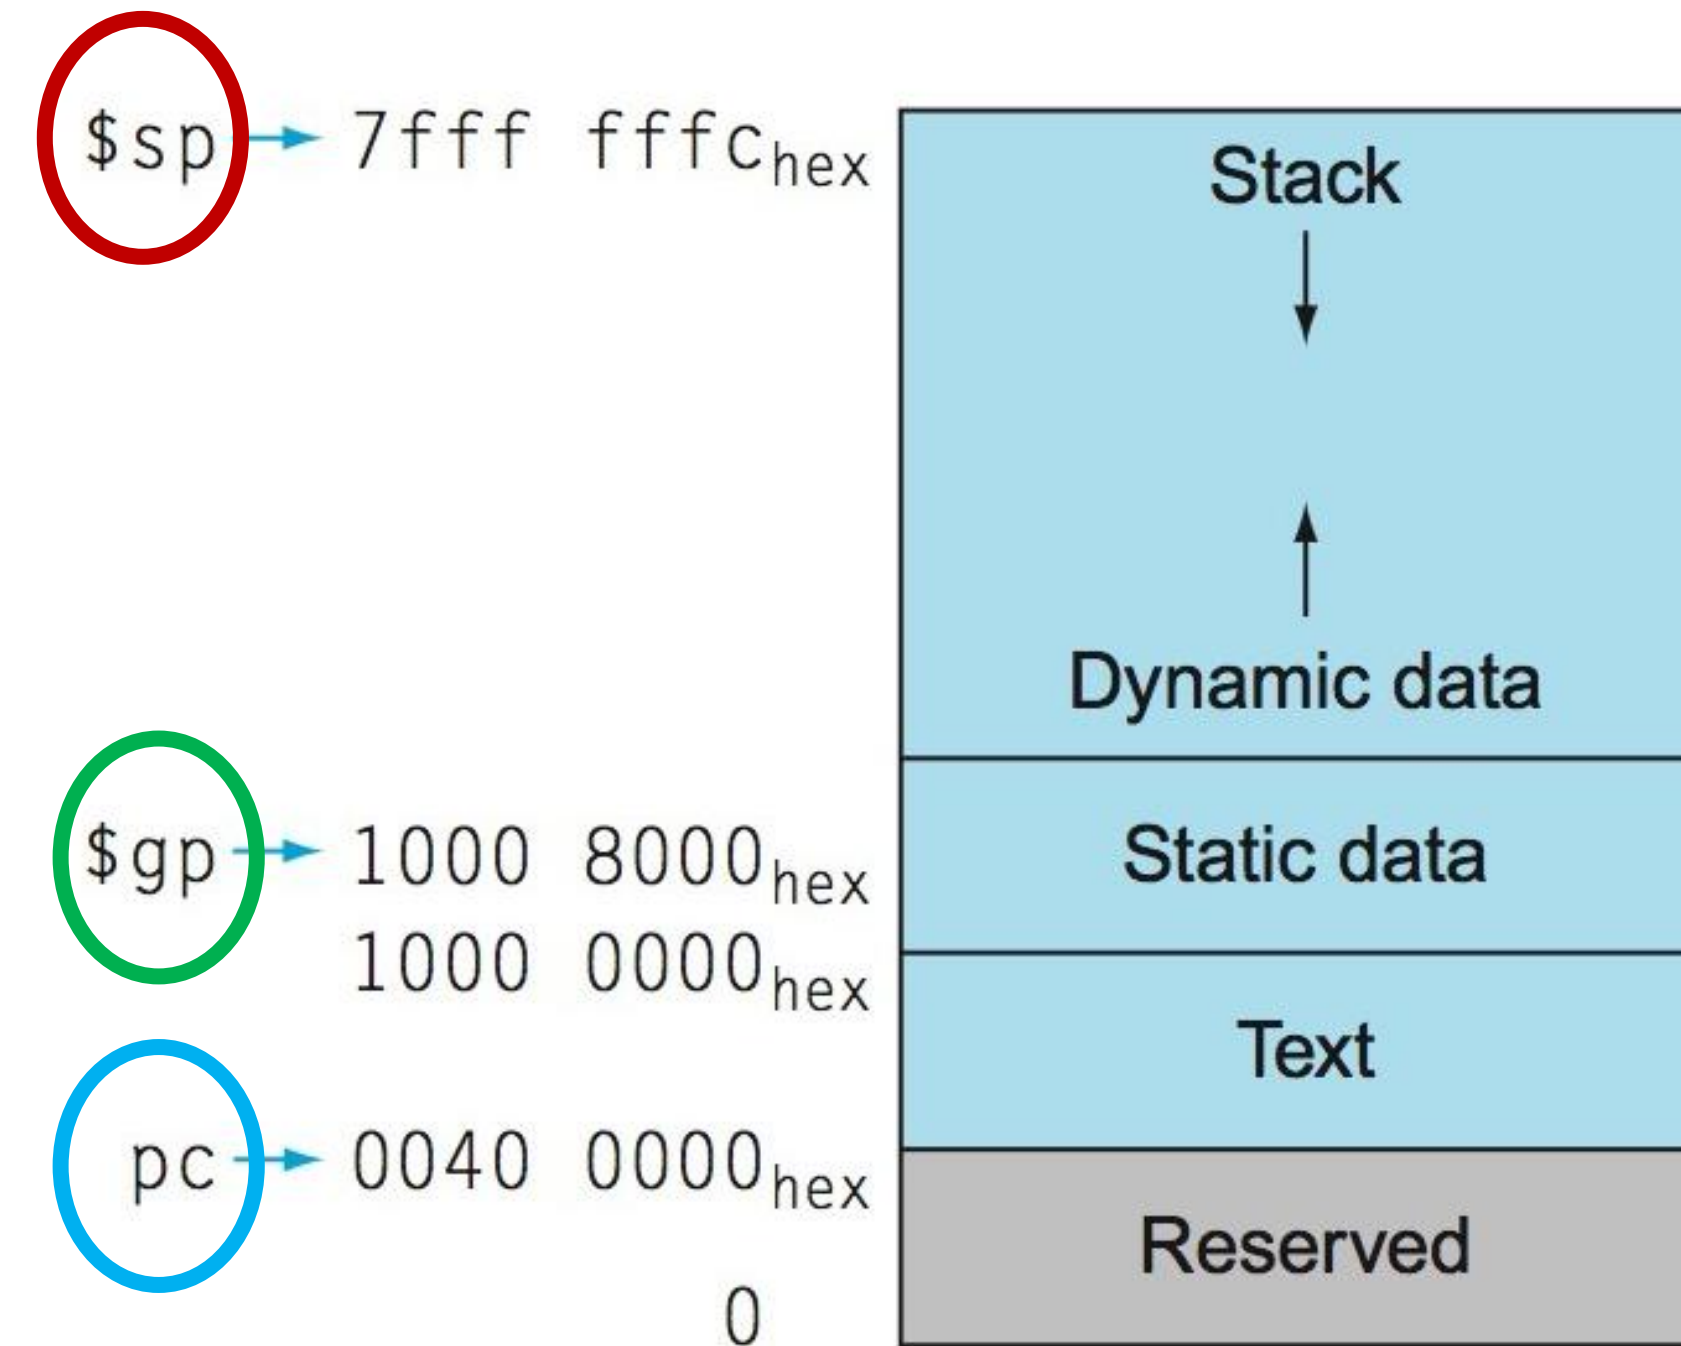 $sp 7fff fffchex
Stack
Dynamic data
$gp 1000 8000hex
Static data
1000 0000hex
Text
pc 0040 0000hex
Reserved
0